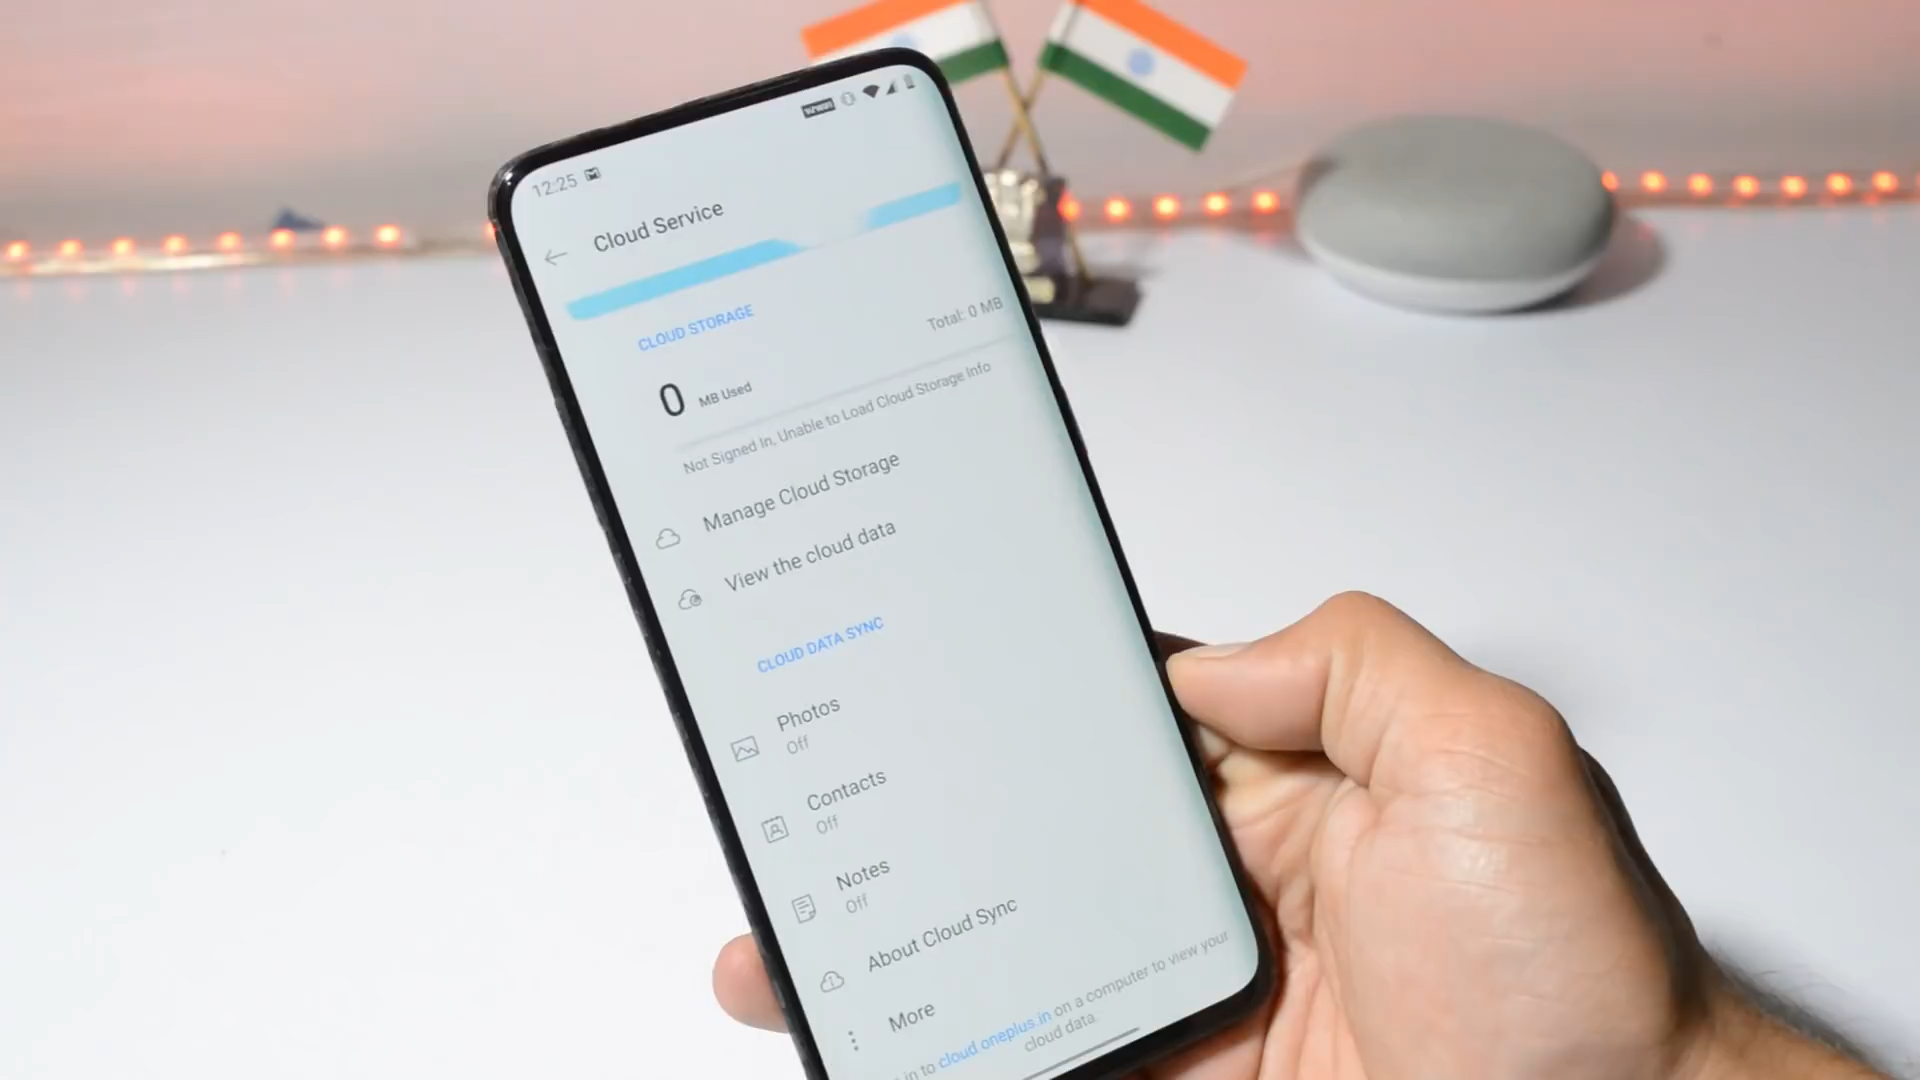 12:25
Cloud Service
CLOUD STORAGE
Total: 0 MB
0 MB Used
Not Signed In, Unable to Load Cloud Storage Info
Manage Cloud Storage
View the cloud data
CLOUD DATA SYNC
Photos
Off
Contacts
Off
Notes
Off
About Cloud Sync
More
in to cloud.oneplus.in on a computer to view your
cloud data.